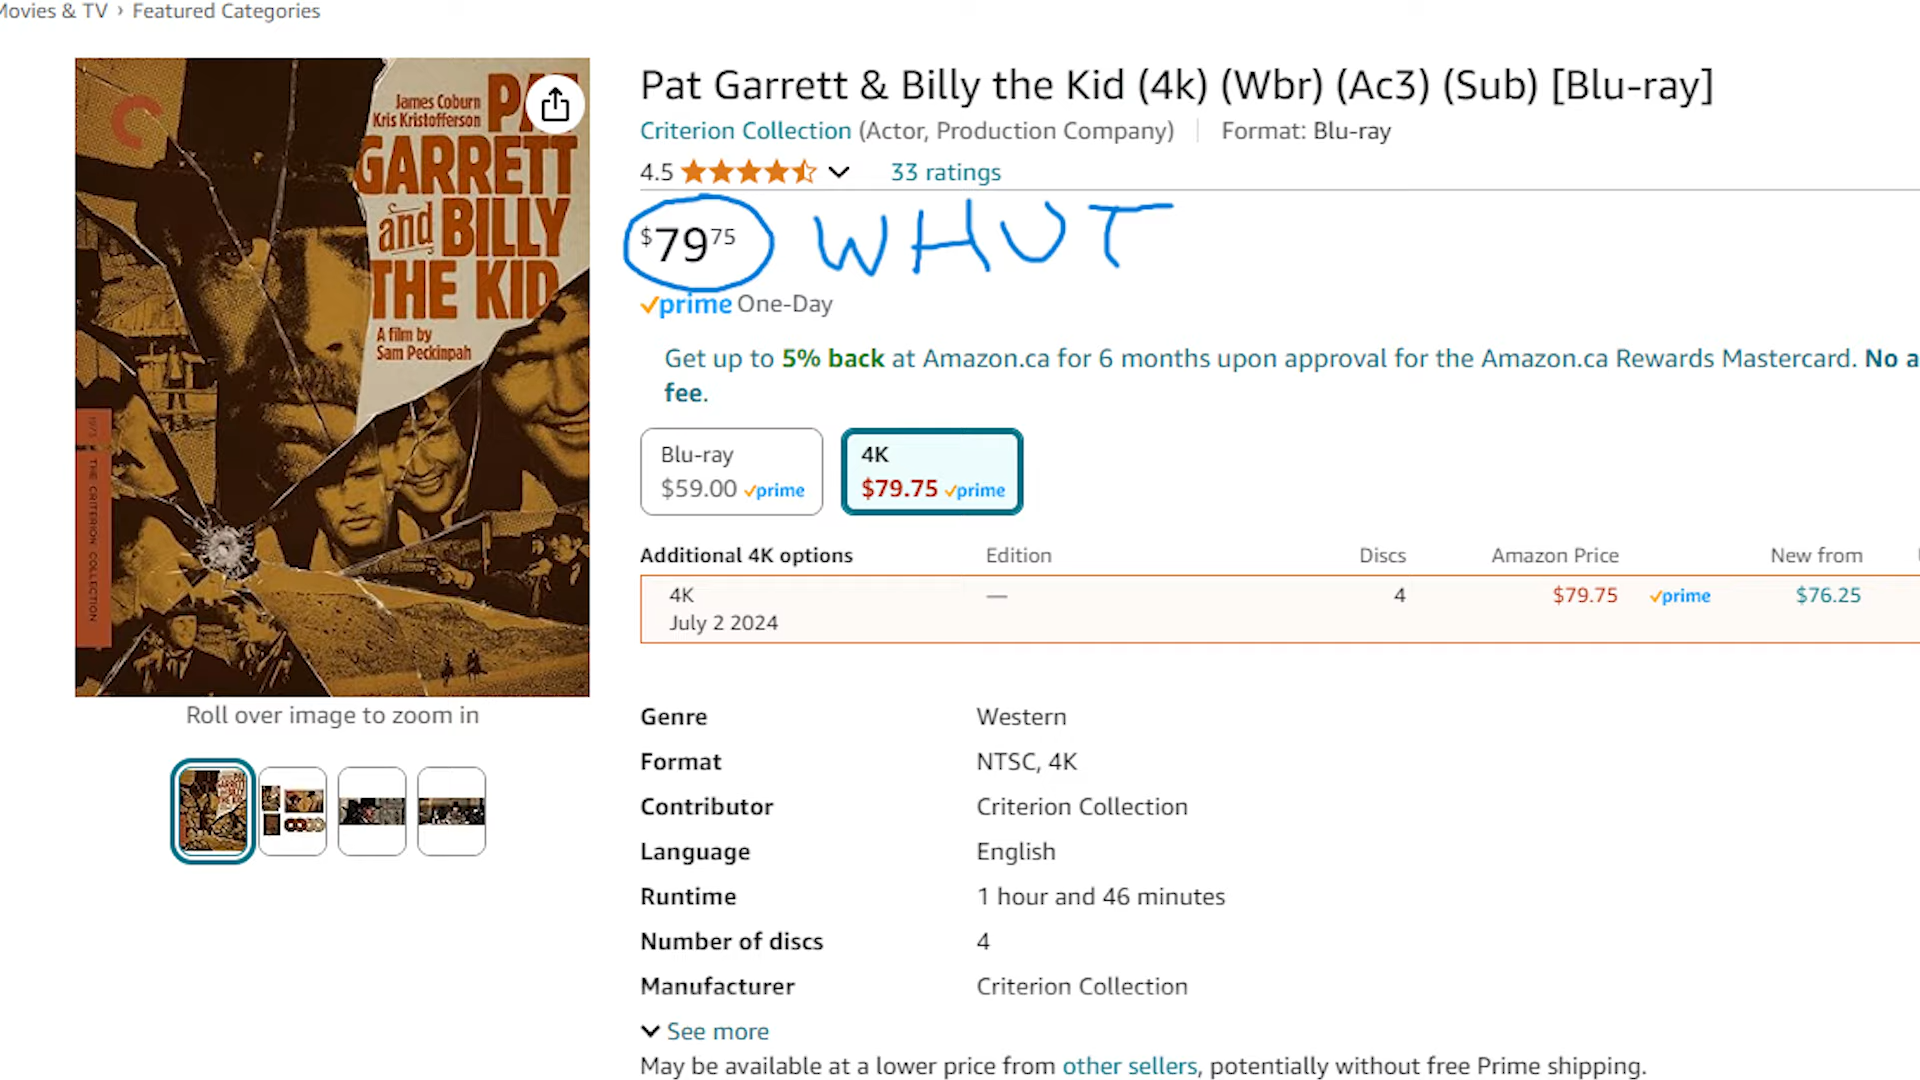 Movies & TV › Featured Categories
James Coburn
Kris Kristofferson
GARRETT
and BILLY
THE KID
A film by
Sam Peckinpah
1973 THE CRITERION COLLECTION
Roll over image to zoom in
Pat Garrett & Billy the Kid (4k) (Wbr) (Ac3) (Sub) [Blu-ray]
Criterion Collection (Actor, Production Company) Format: Blu-ray
4.5 33 ratings
$79 75 WHUT
prime One-Day
Get up to 5% back at Amazon.ca for 6 months upon approval for the Amazon.ca Rewards Mastercard. No a
fee.
Blu-ray
$59.00 prime
4K
$79.75 prime
Additional 4K options Edition Discs Amazon Price New from
4K — 4 $79.75 prime $76.25
July 2 2024
Genre Western
Format NTSC, 4K
Contributor Criterion Collection
Language English
Runtime 1 hour and 46 minutes
Number of discs 4
Manufacturer Criterion Collection
See more
May be available at a lower price from other sellers, potentially without free Prime shipping.